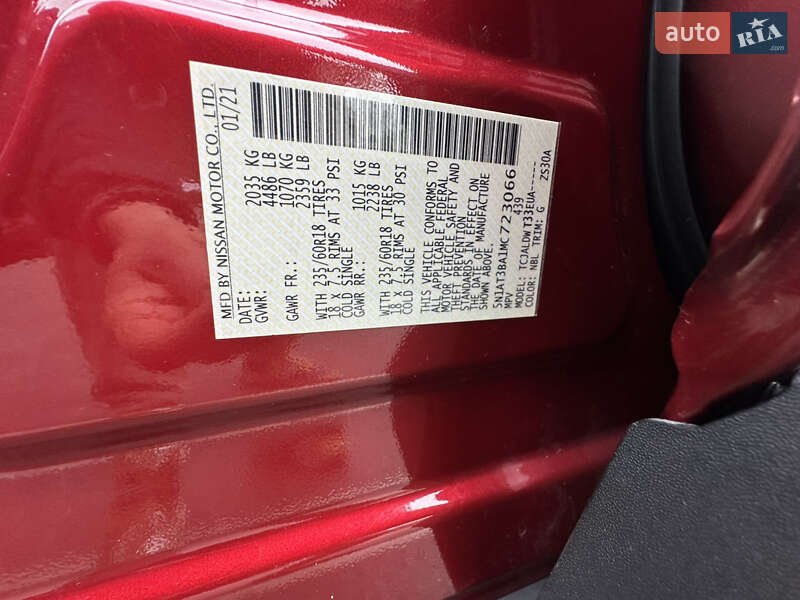 auto RIA
.com
MFD BY NISSAN MOTOR CO., LTD.
DATE: 01/21
GVWR: 2035 KG
4486 LB
GAWR FR: 1070 KG
2359 LB
WITH 235/60R18 TIRES
18 X 7.5 RIMS AT 33 PSI
COLD SINGLE
GAWR RR: 1015 KG
2238 LB
WITH 235/60R18 TIRES
18 X 7.5 RIMS AT 30 PSI
COLD SINGLE
THIS VEHICLE CONFORMS TO
ALL APPLICABLE FEDERAL
MOTOR VEHICLE SAFETY AND
THEFT PREVENTION
STANDARDS IN EFFECT ON
THE DATE OF MANUFACTURE
SHOWN ABOVE.
5N1AT3BA1MC723066
MPV 439
MODEL: TCJALDWT33EUA-----
COLOR: NBL TRIM: G ZS30A